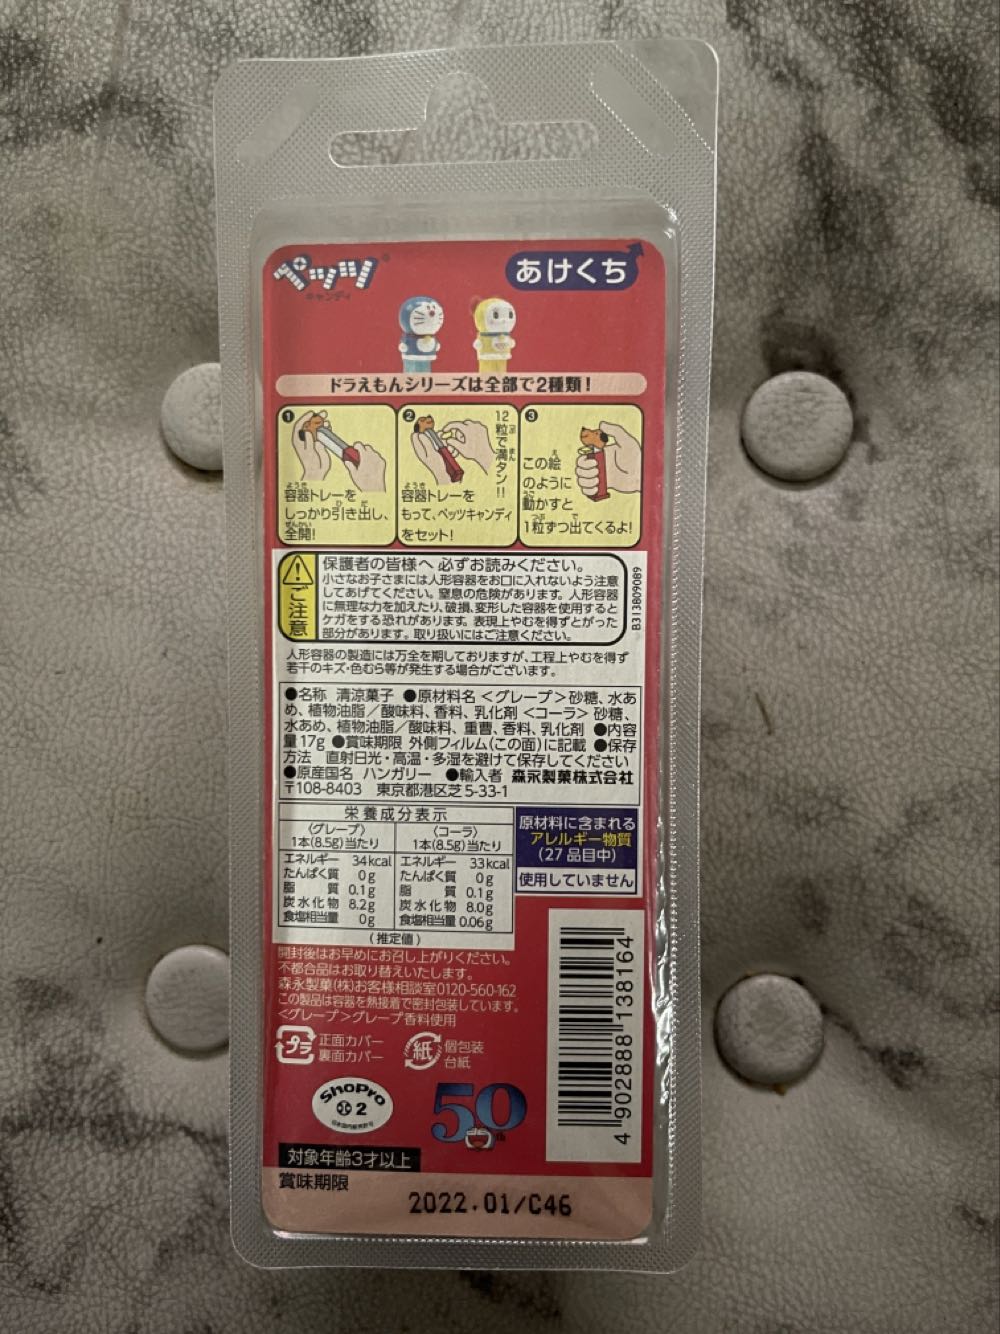 ペッツ®
キャンディ
あけくち
ドラえもんシリーズは全部で2種類!
1
容器トレーを
しっかり引き出し、
全開!
2
12粒で満タン!!
容器トレーを
もって、ペッツキャンディ
をセット!
3
この絵
のように
動かすと
1粒ずつ出てくるよ!
ご注意
保護者の皆様へ 必ずお読みください。
小さなお子さまには人形容器をお口に入れないよう注意
してあげてください。窒息の危険があります。人形容器
に無理な力を加えたり、破損、変形した容器を使用すると
ケガをする恐れがあります。表現上やむを得ずとがった
部分があります。取り扱いにはご注意ください。
B313809089
人形容器の製造には万全を期しておりますが、工程上やむを得ず
若干のキズ・色むら等が発生する場合がございます。
●名称 清涼菓子 ●原材料名 <グレープ>砂糖、水あ
め、植物油脂/酸味料、香料、乳化剤 <コーラ> 砂糖、
水あめ、植物油脂/酸味料、重曹、香料、乳化剤 ●内容
量 17g ●賞味期限 外側フィルム(この面)に記載 ●保存
方法 直射日光・高温・多湿を避けて保存してください
●原産国名 ハンガリー ●輸入者 森永製菓株式会社
〒108-8403 東京都港区芝5-33-1
栄養成分表示
〈グレープ〉
1本(8.5g)当たり
エネルギー 34kcal
たんぱく質 0g
脂質 0.1g
炭水化物 8.2g
食塩相当量 0g
〈コーラ〉
1本(8.5g)当たり
エネルギー 33kcal
たんぱく質 0g
脂質 0.1g
炭水化物 8.0g
食塩相当量 0.06g
(推定値)
原材料に含まれる
アレルギー物質
(27品目中)
使用していません
開封後はお早めにお召し上がりください。
不都合品はお取り替えいたします。
森永製菓(株)お客様相談室0120-560-162
この製品は容器を熱接着で密封包装しています。
<グレープ>グレープ香料使用
プラ
正面カバー
裏面カバー
紙
個包装
台紙
ShoPro
小 2
50th
4 902888 138164
対象年齢3才以上
賞味期限
2022.01/C46